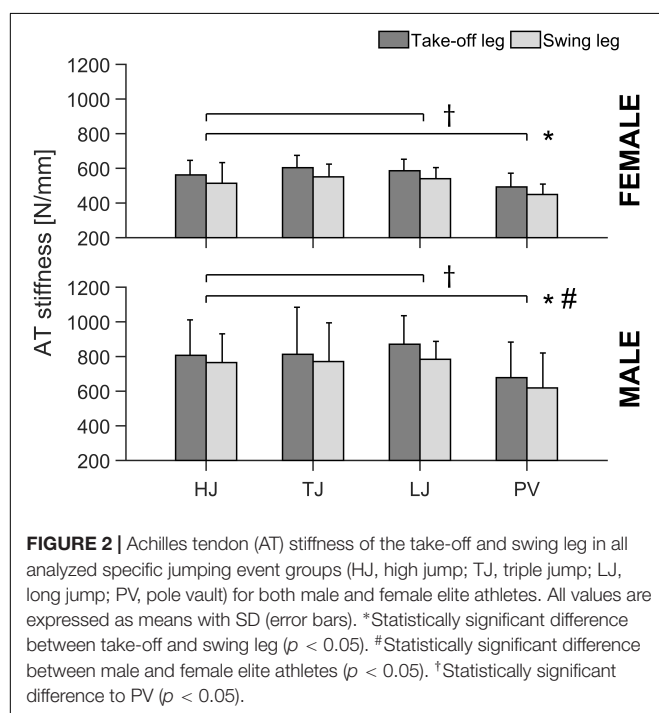 Take-off leg Swing leg
1200
1000
800
600
400
200
†
*
FEMALE
AT stiffness [N/mm]
1200
1000
800
600
400
200
†
* #
MALE
HJ TJ LJ PV
FIGURE 2 | Achilles tendon (AT) stiffness of the take-off and swing leg in all
analyzed specific jumping event groups (HJ, high jump; TJ, triple jump; LJ,
long jump; PV, pole vault) for both male and female elite athletes. All values are
expressed as means with SD (error bars). *Statistically significant difference
between take-off and swing leg (p < 0.05). #Statistically significant difference
between male and female elite athletes (p < 0.05). †Statistically significant
difference to PV (p < 0.05).